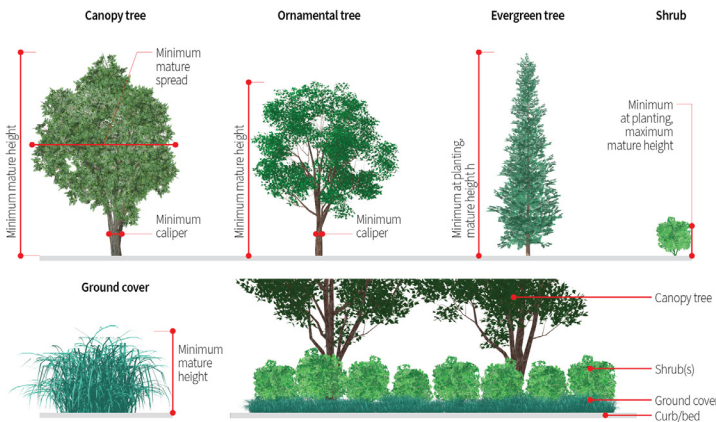 Canopy tree
Ornamental tree
Evergreen tree
Shrub
Minimum
mature
spread
Minimum mature height
Minimum
caliper
Minimum mature height
Minimum
caliper
Minimum at planting,
mature height h
Minimum
at planting,
maximum
mature height
Ground cover
Minimum
mature
height
Canopy tree
Shrub(s)
Ground cove
Curb/bed